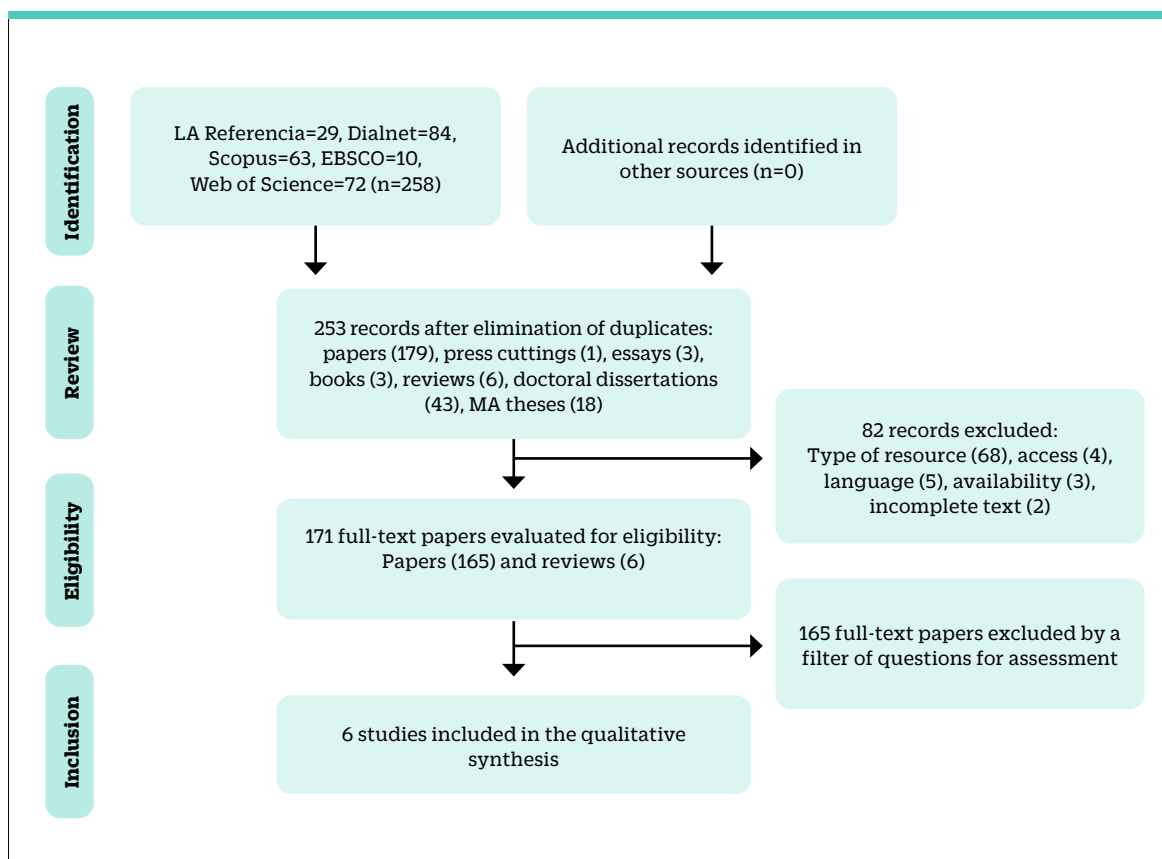 Identification
LA Referencia=29, Dialnet=84,
Scopus=63, EBSCO=10,
Web of Science=72 (n=258)
Additional records identified in
other sources (n=0)
Review
253 records after elimination of duplicates:
papers (179), press cuttings (1), essays (3),
books (3), reviews (6), doctoral dissertations
(43), MA theses (18)
82 records excluded:
Type of resource (68), access (4),
language (5), availability (3),
incomplete text (2)
Eligibility
171 full-text papers evaluated for eligibility:
Papers (165) and reviews (6)
165 full-text papers excluded by a
filter of questions for assessment
Inclusion
6 studies included in the qualitative
synthesis